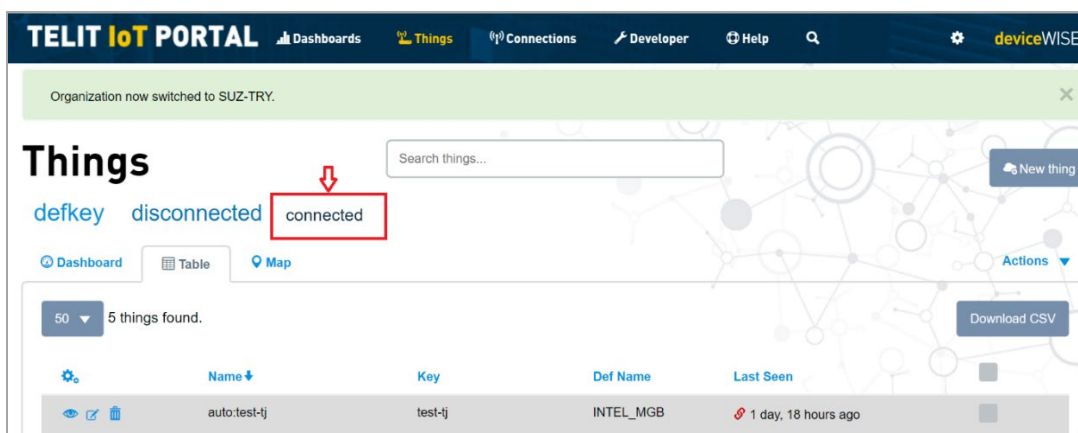 TELIT IoT PORTAL Dashboards Things Connections Developer Help deviceWISE
Organization now switched to SUZ-TRY.
Things Search things... New thing
defkey disconnected connected
Dashboard Table Map Actions
50 5 things found. Download CSV
Name Key Def Name Last Seen
auto:test-tj test-tj INTEL_MGB 1 day, 18 hours ago